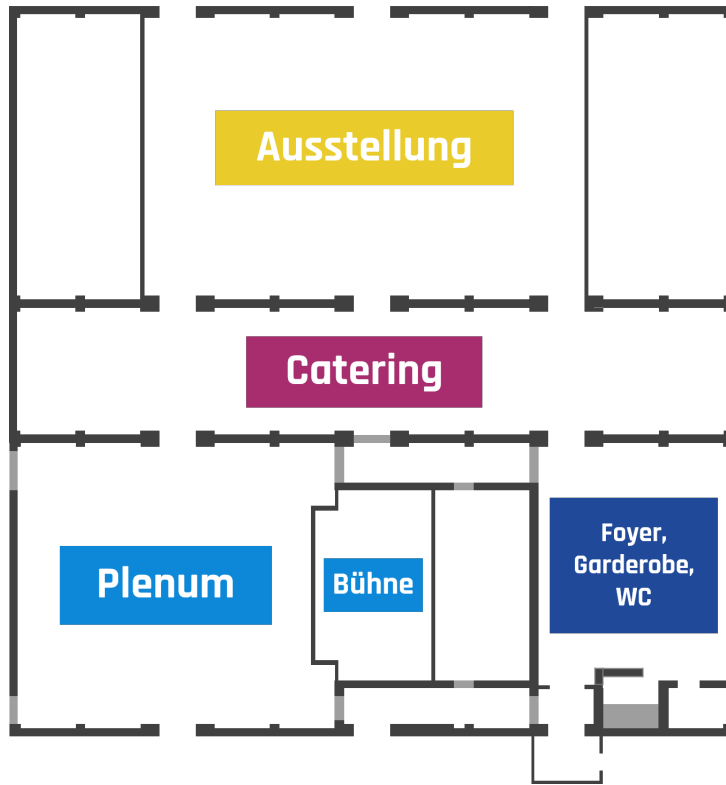 Ausstellung
Catering
Plenum
Bühne
Foyer,
Garderobe,
WC